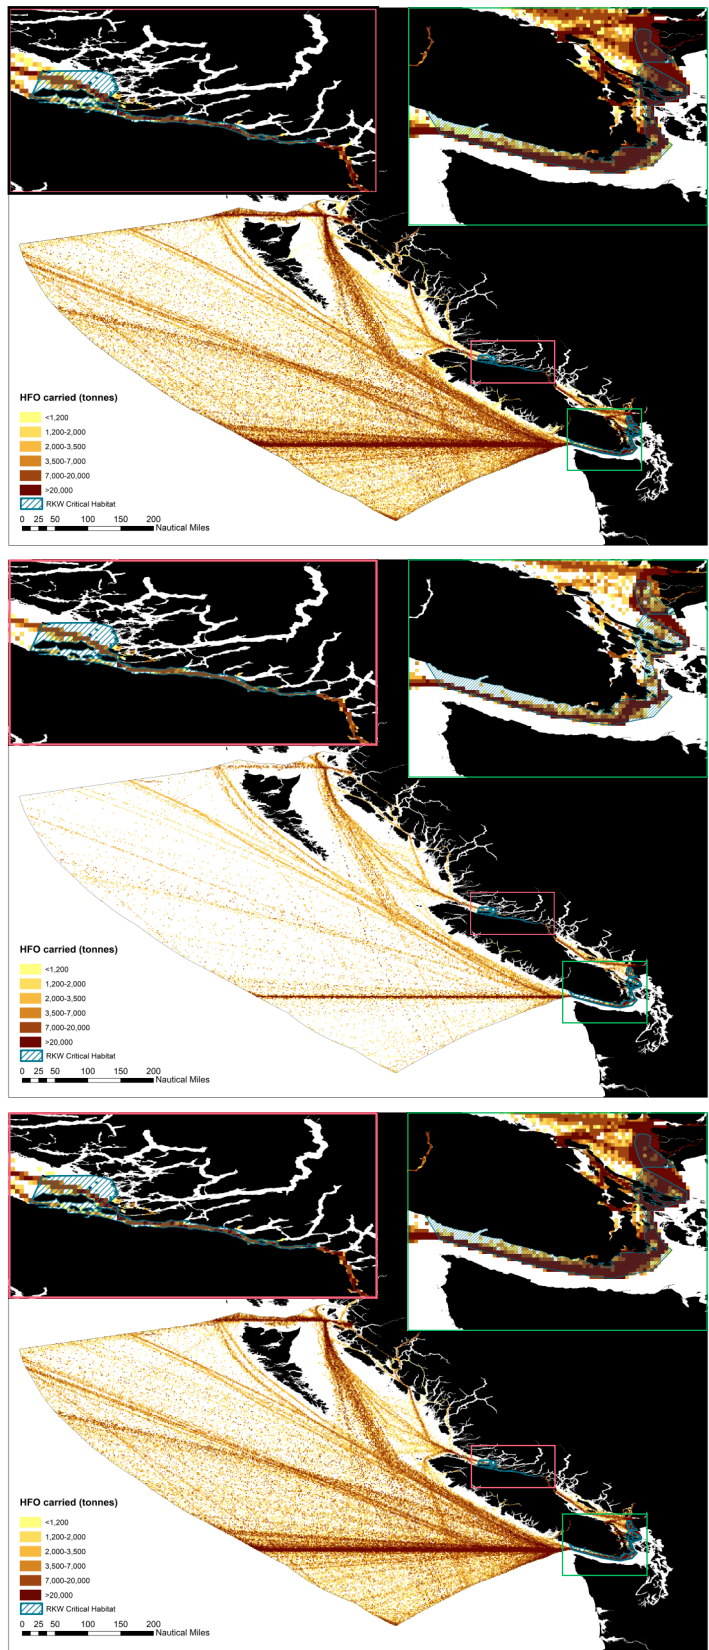 HFO carried (tonnes)
<1,200
1,200-2,000
2,000-3,500
3,500-7,000
7,000-20,000
>20,000
RKW Critical Habitat
0 25 50 100 150 200
Nautical Miles
HFO carried (tonnes)
<1,200
1,200-2,000
2,000-3,500
3,500-7,000
7,000-20,000
>20,000
RKW Critical Habitat
0 25 50 100 150 200
Nautical Miles
HFO carried (tonnes)
<1,200
1,200-2,000
2,000-3,500
3,500-7,000
7,000-20,000
>20,000
RKW Critical Habitat
0 25 50 100 150 200
Nautical Miles